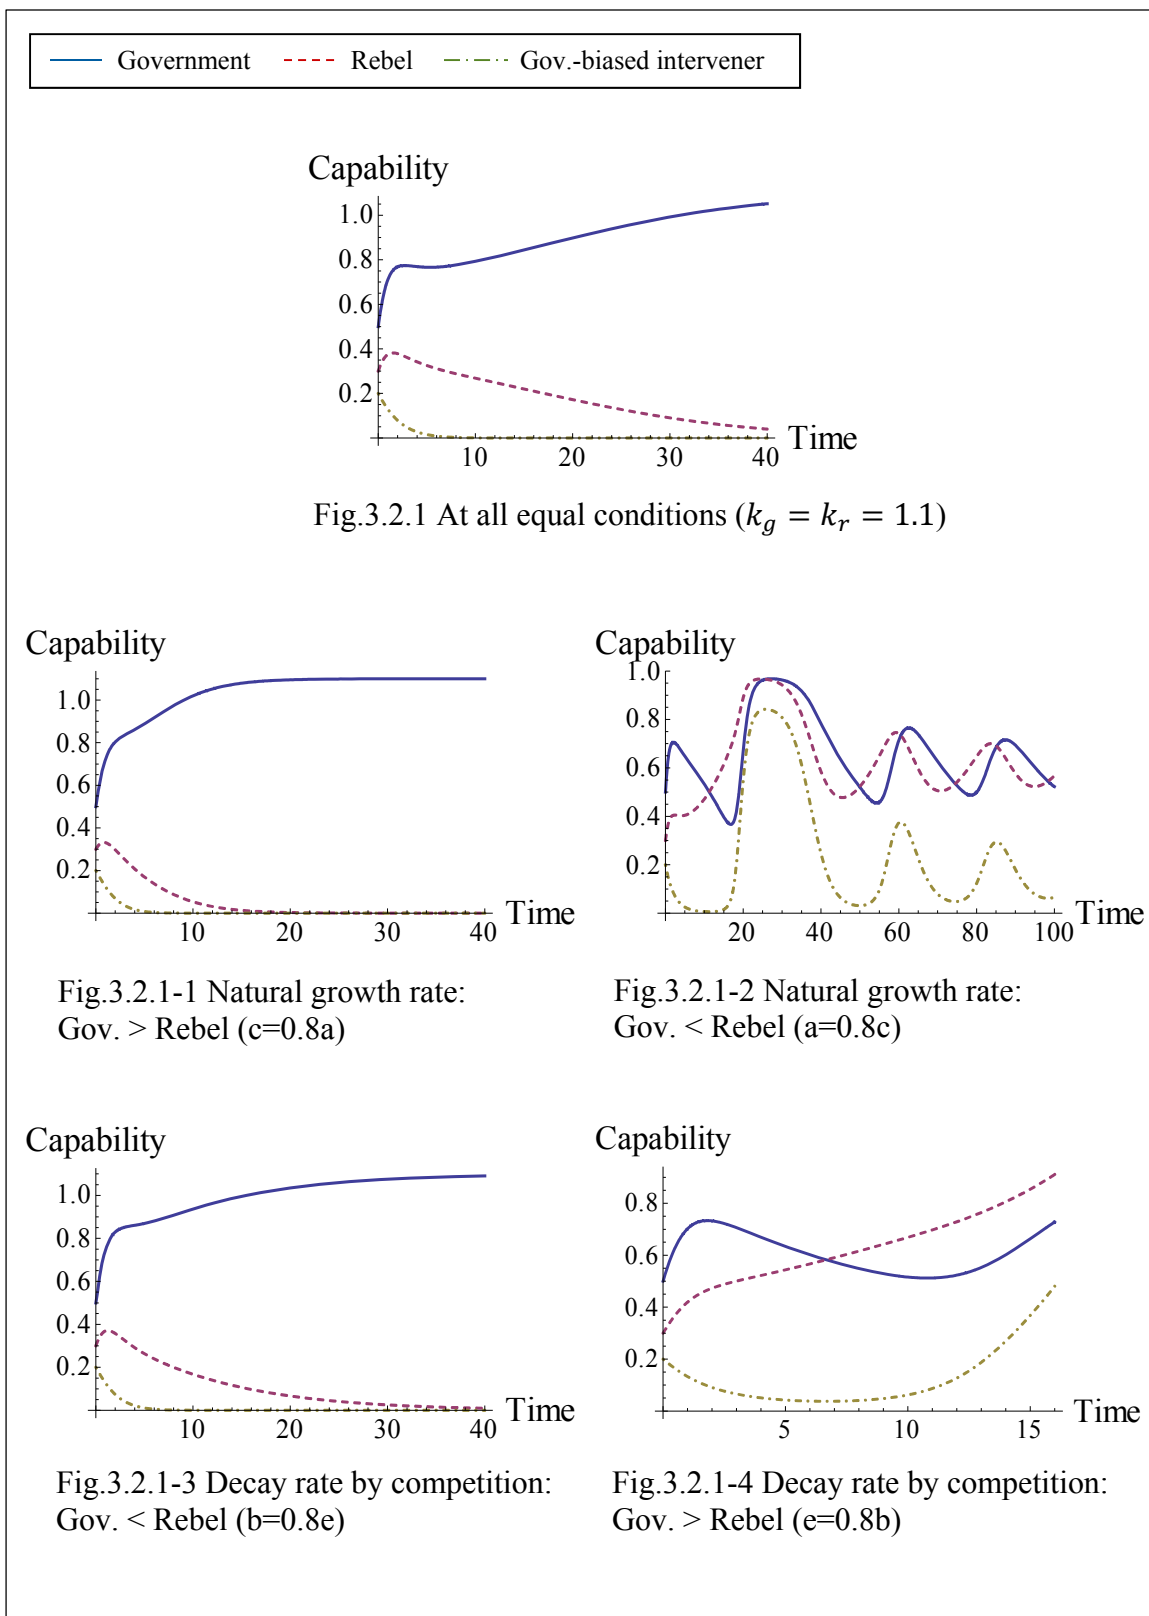 Government Rebel Gov.-biased intervener
Capability
1.0
0.8
0.6
0.4
0.2
10 20 30 40
Time
Fig.3.2.1 At all equal conditions (k_g = k_r = 1.1)
Capability
1.0
0.8
0.6
0.4
0.2
10 20 30 40
Time
Fig.3.2.1-1 Natural growth rate:
Gov. > Rebel (c=0.8a)
Capability
1.0
0.8
0.6
0.4
0.2
20 40 60 80 100
Time
Fig.3.2.1-2 Natural growth rate:
Gov. < Rebel (a=0.8c)
Capability
1.0
0.8
0.6
0.4
0.2
10 20 30 40
Time
Fig.3.2.1-3 Decay rate by competition:
Gov. < Rebel (b=0.8e)
Capability
0.8
0.6
0.4
0.2
5 10 15
Time
Fig.3.2.1-4 Decay rate by competition:
Gov. > Rebel (e=0.8b)